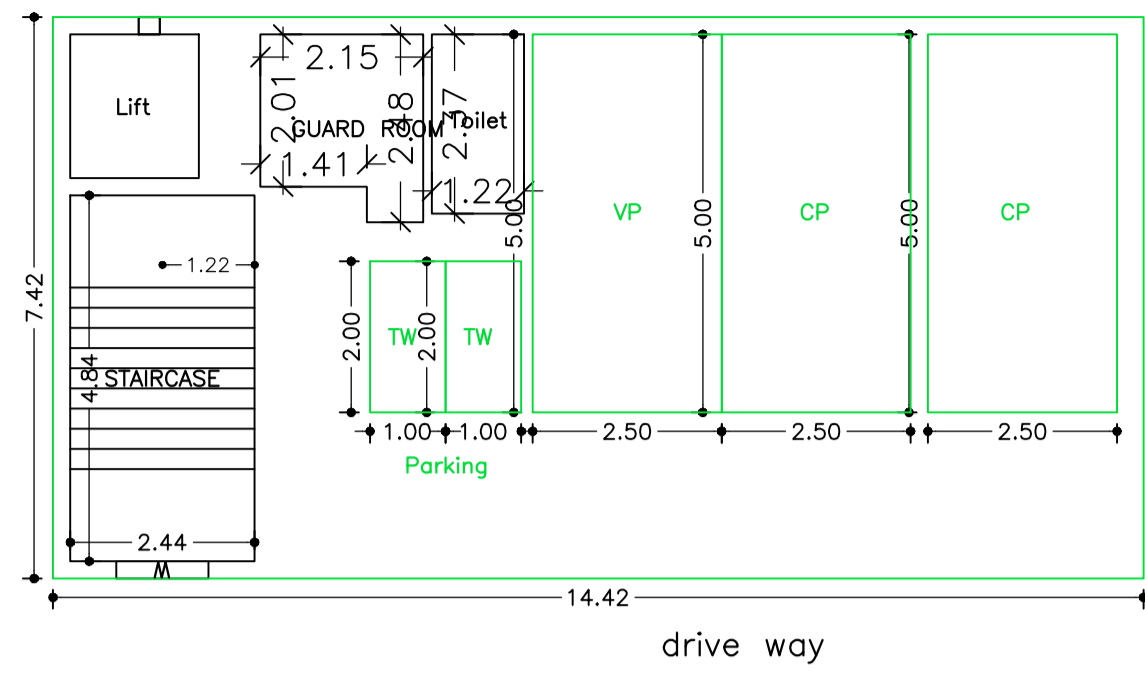 2.15
Lift
2.01
2.48
2.37
Toilet
GUARD ROOM
1.41
1.22
5.00
5.00
5.00
VP
CP
CP
1.22
7.42
2.00
2.00
TW
TW
4.84
STAIRCASE
1.00
1.00
2.50
2.50
2.50
Parking
2.44
M
14.42
drive way